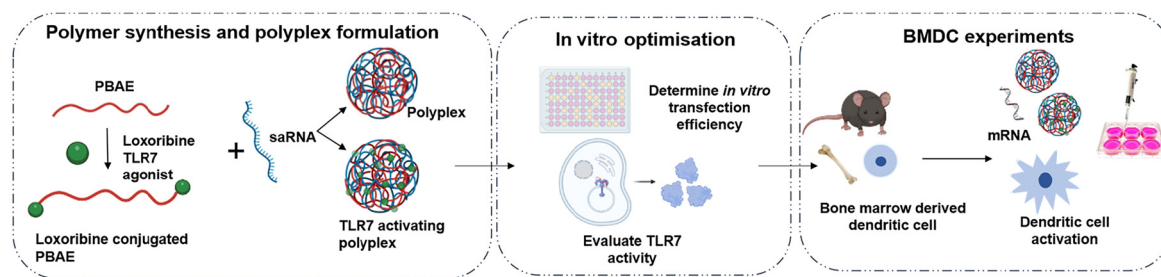 Polymer synthesis and polyplex formulation
PBAE
Loxoribine
TLR7
agonist
Loxoribine conjugated
PBAE
+
saRNA
Polyplex
TLR7 activating
polyplex
In vitro optimisation
Determine in vitro
transfection
efficiency
Evaluate TLR7
activity
BMDC experiments
mRNA
Bone marrow derived
dendritic cell
Dendritic cell
activation